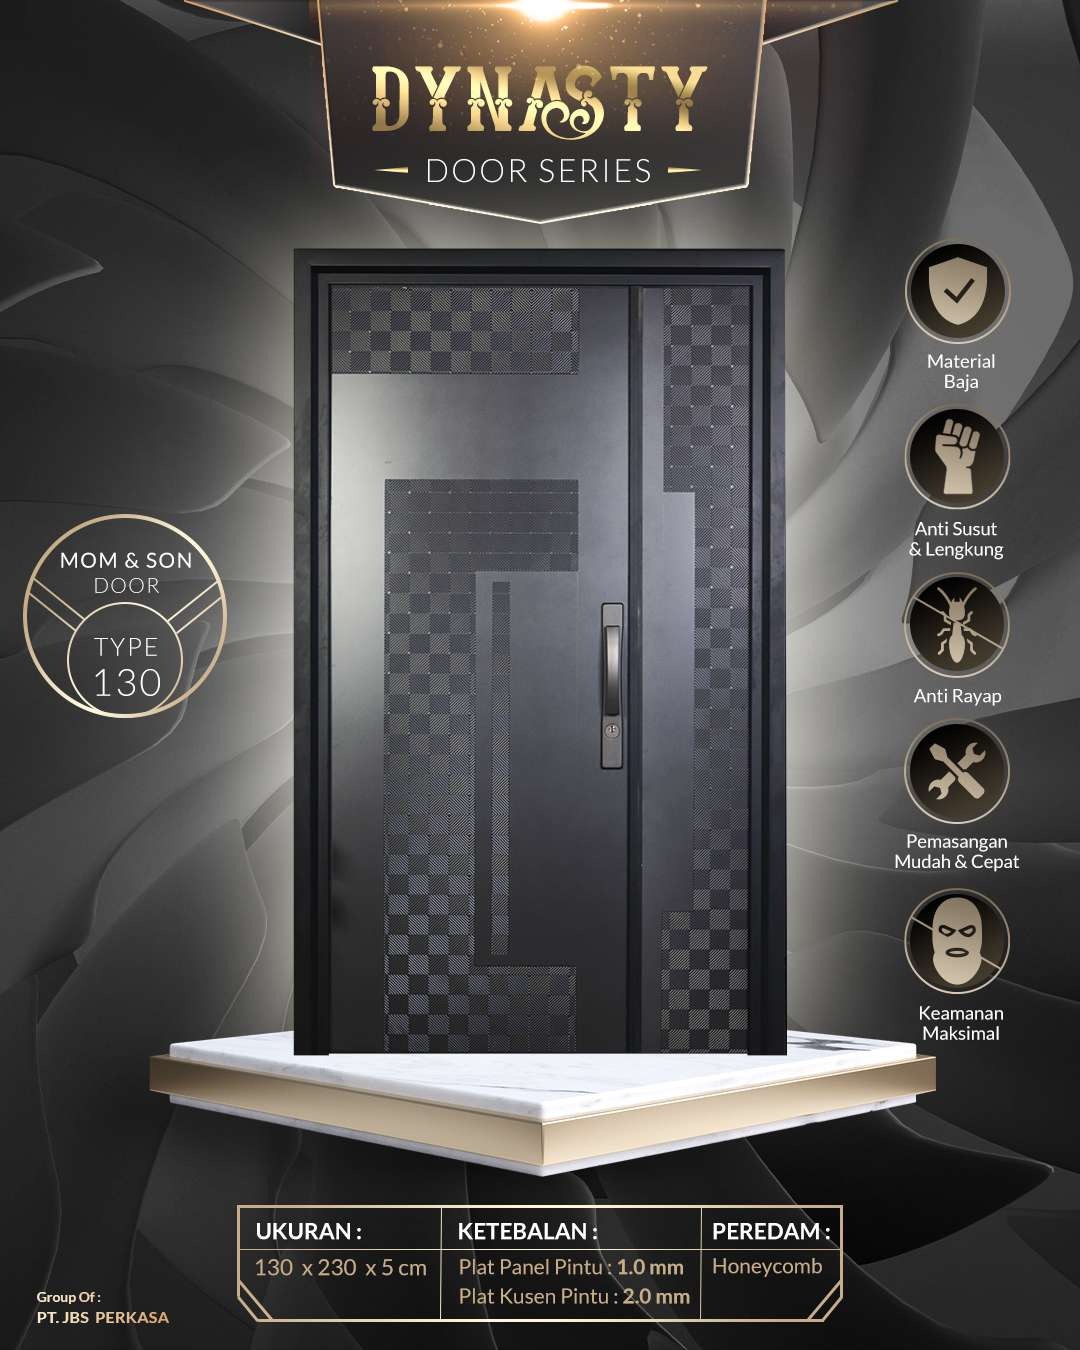 DYNASTY
DOOR SERIES
MOM & SON
DOOR
TYPE
130
Material
Baja
Anti Susut
& Lengkung
Anti Rayap
Pemasangan
Mudah & Cepat
Keamanan
Maksimal
UKURAN :
130 x 230 x 5 cm
KETEBALAN :
Plat Panel Pintu : 1.0 mm
Plat Kusen Pintu : 2.0 mm
PEREDAM :
Honeycomb
Group Of :
PT. JBS PERKASA